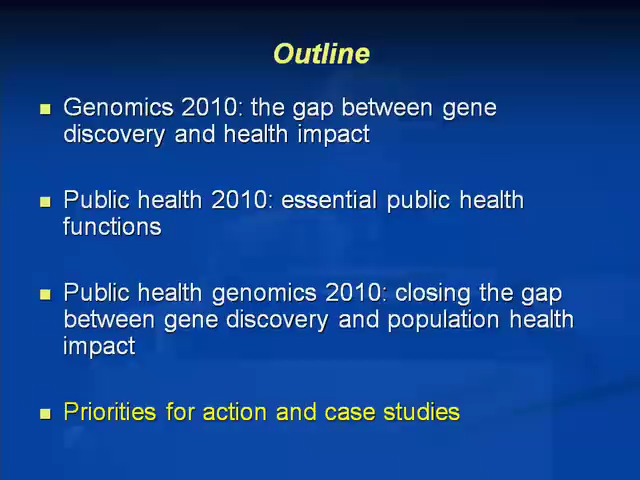 Outline
Genomics 2010: the gap between gene
discovery and health impact
Public health 2010: essential public health
functions
Public health genomics 2010: closing the gap
between gene discovery and population health
impact
Priorities for action and case studies